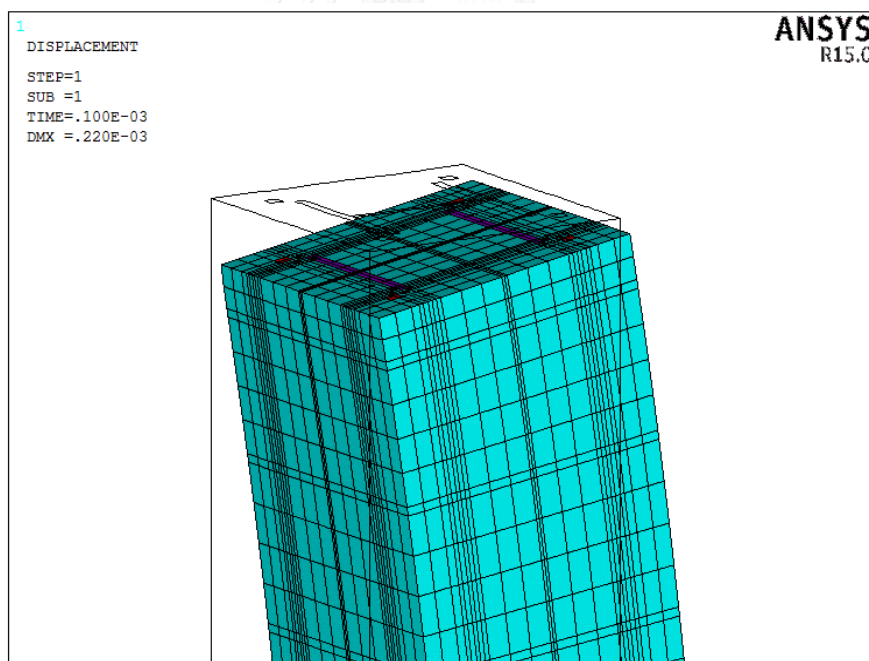 1
DISPLACEMENT
STEP=1
SUB =1
TIME=.100E-03
DMX =.220E-03
ANSYS
R15.0